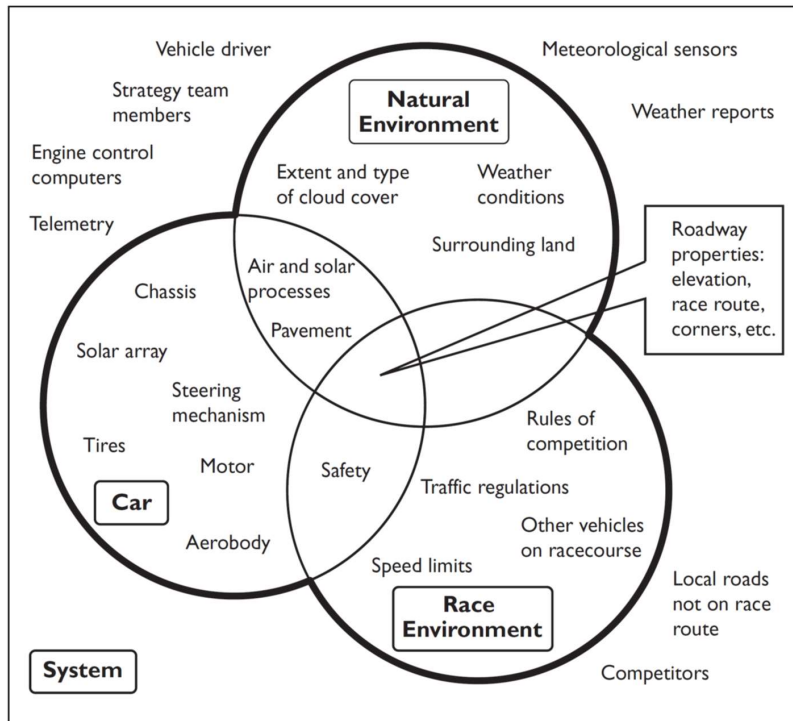 Vehicle driver
Meteorological sensors
Strategy team
members
Natural
Environment
Weather reports
Engine control
computers
Extent and type
of cloud cover
Weather
conditions
Telemetry
Surrounding land
Roadway
properties:
elevation,
race route,
corners, etc.
Air and solar
processes
Chassis
Pavement
Solar array
Steering
mechanism
Rules of
competition
Tires
Motor
Safety
Traffic regulations
Car
Other vehicles
on racecourse
Aerobody
Speed limits
Local roads
not on race
route
Race
Environment
System
Competitors